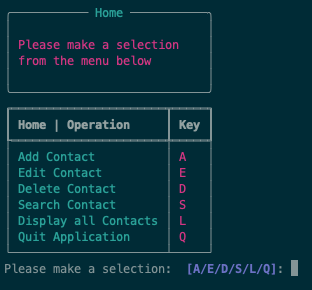 Home
Please make a selection
from the menu below
Home | Operation Key
Add Contact A
Edit Contact E
Delete Contact D
Search Contact S
Display all Contacts L
Quit Application Q
Please make a selection: [A/E/D/S/L/Q]: